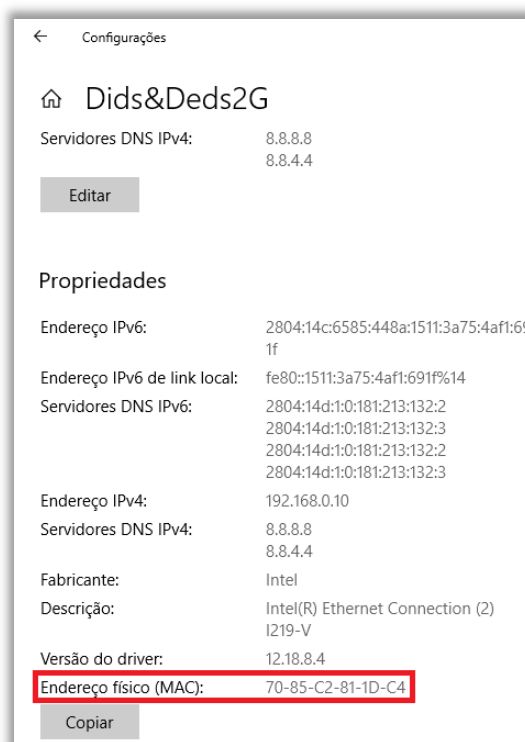 Configurações
Dids&Deds2G
Servidores DNS IPv4: 8.8.8.8
8.8.4.4
Editar
Propriedades
Endereço IPv6: 2804:14c:6585:448a:1511:3a75:4af1:69
1f
Endereço IPv6 de link local: fe80::1511:3a75:4af1:691f%14
Servidores DNS IPv6: 2804:14d:1:0:181:213:132:2
2804:14d:1:0:181:213:132:3
2804:14d:1:0:181:213:132:2
2804:14d:1:0:181:213:132:3
Endereço IPv4: 192.168.0.10
Servidores DNS IPv4: 8.8.8.8
8.8.4.4
Fabricante: Intel
Descrição: Intel(R) Ethernet Connection (2)
I219-V
Versão do driver: 12.18.8.4
Endereço físico (MAC): 70-85-C2-81-1D-C4
Copiar